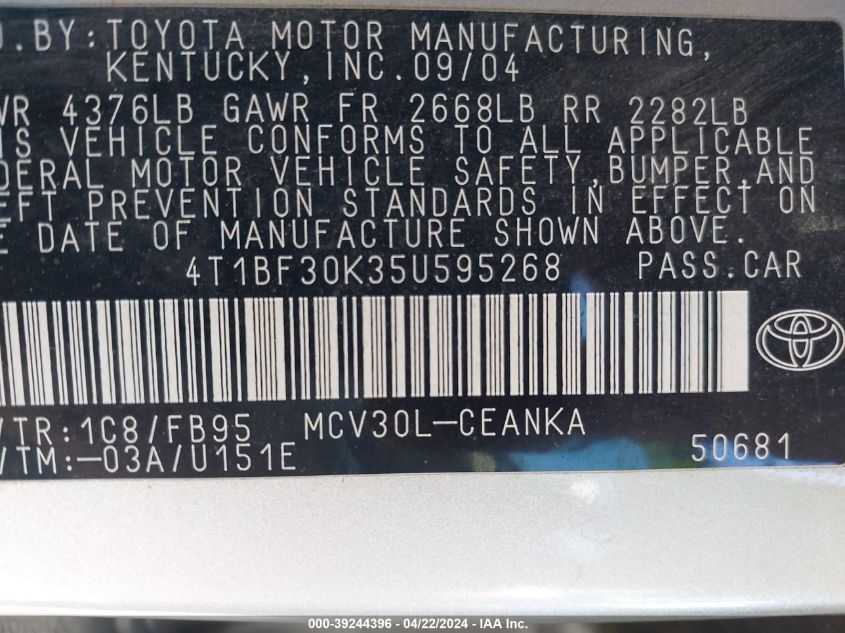 BY: TOYOTA MOTOR MANUFACTURING,
KENTUCKY, INC. 09/04
WR 4376LB GAWR FR 2668LB RR 2282LB
IS VEHICLE CONFORMS TO ALL APPLICABLE
DERAL MOTOR VEHICLE SAFETY, BUMPER, AND
EFT PREVENTION STANDARDS IN EFFECT ON
E DATE OF MANUFACTURE SHOWN ABOVE.
4T1BF30K35U595268 PASS.CAR
/TR:1C8/FB95 MCV30L-CEANKA
/TM:-03A/U151E 50681
000-39244396 - 04/22/2024 - IAA Inc.